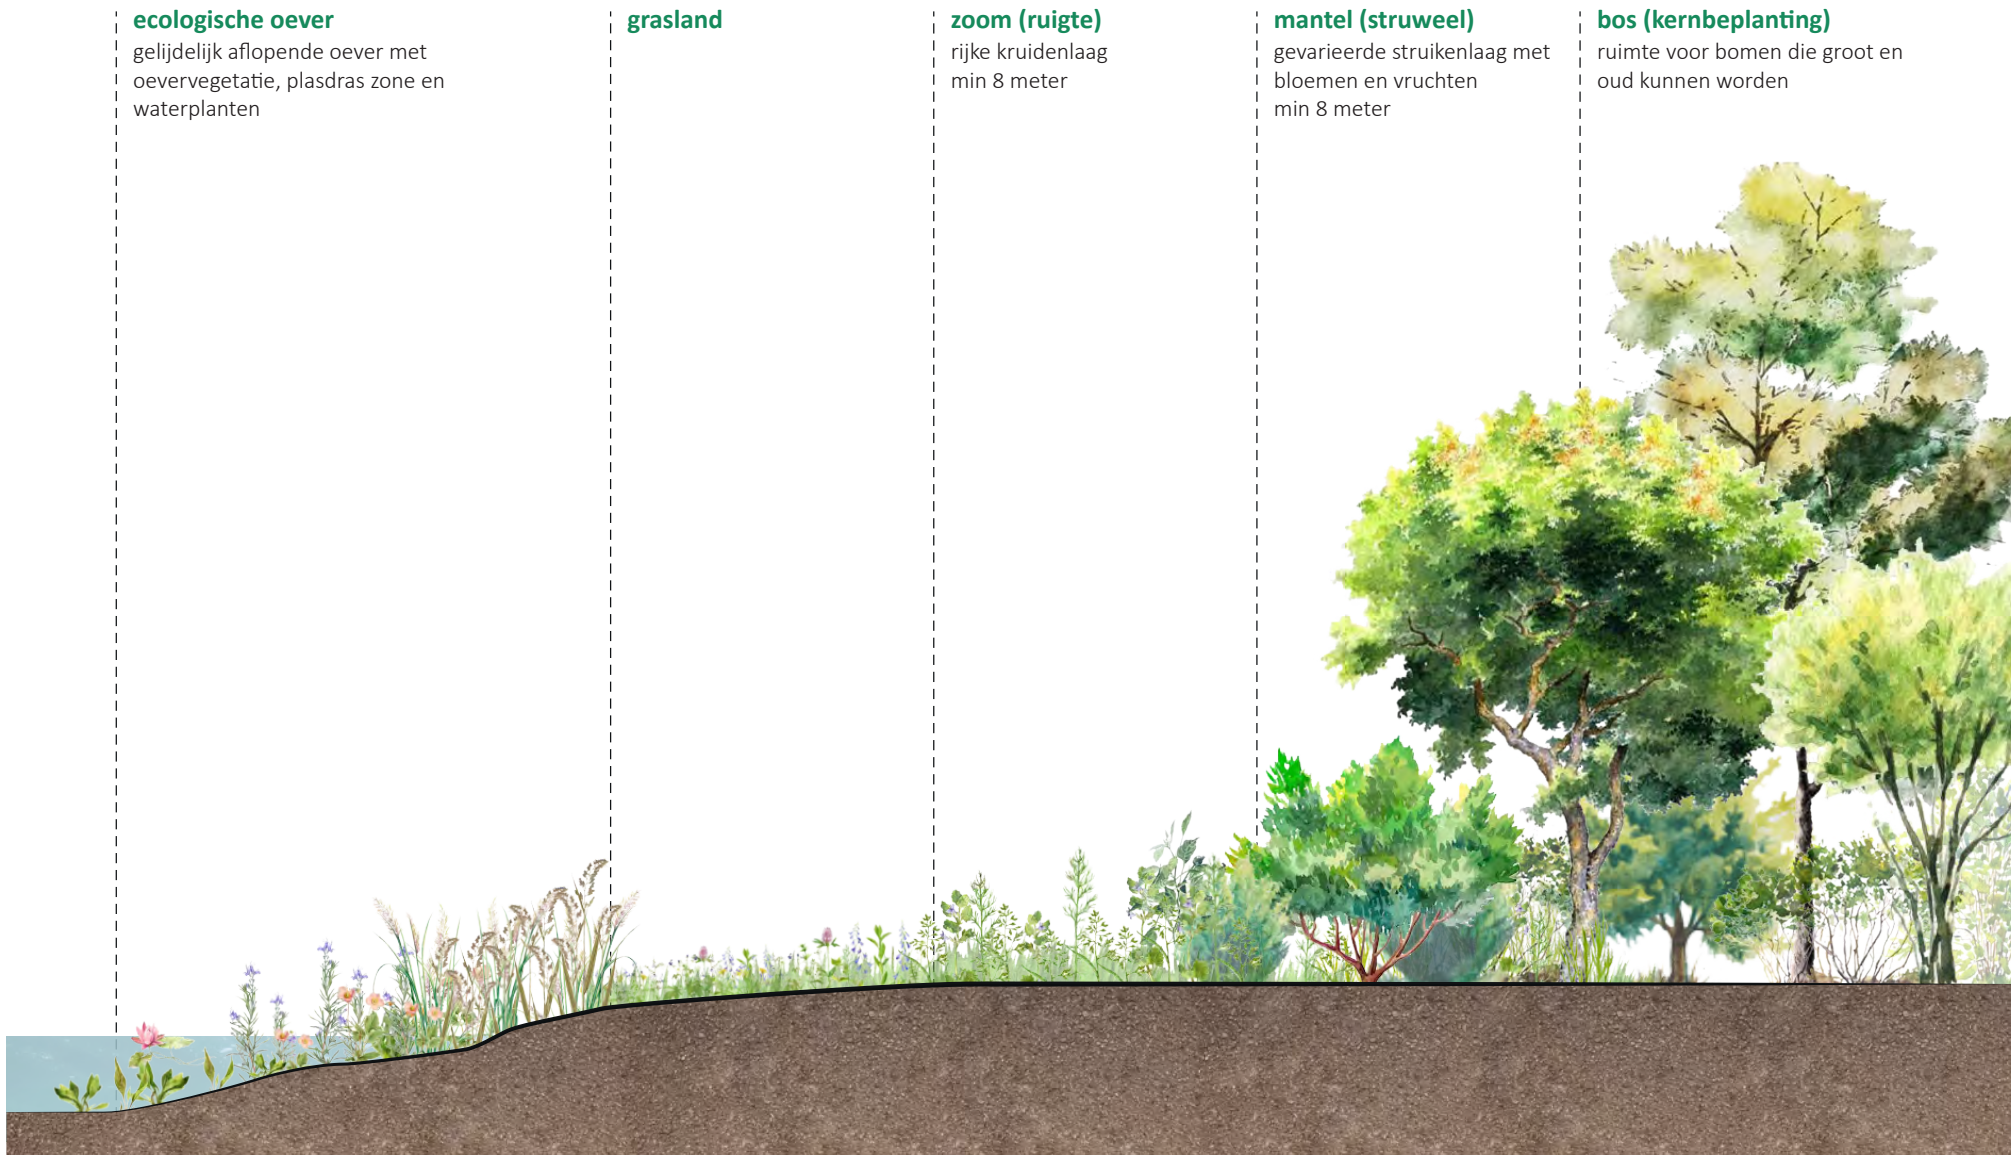 ecologische oever
gelijdelijk aflopende oever met
oevervegetatie, plasdras zone en
waterplanten
grasland
zoom (ruigte)
rijke kruidenlaag
min 8 meter
mantel (struweel)
gevarieerde struikenlaag met
bloemen en vruchten
min 8 meter
bos (kernbeplanting)
ruimte voor bomen die groot en
oud kunnen worden